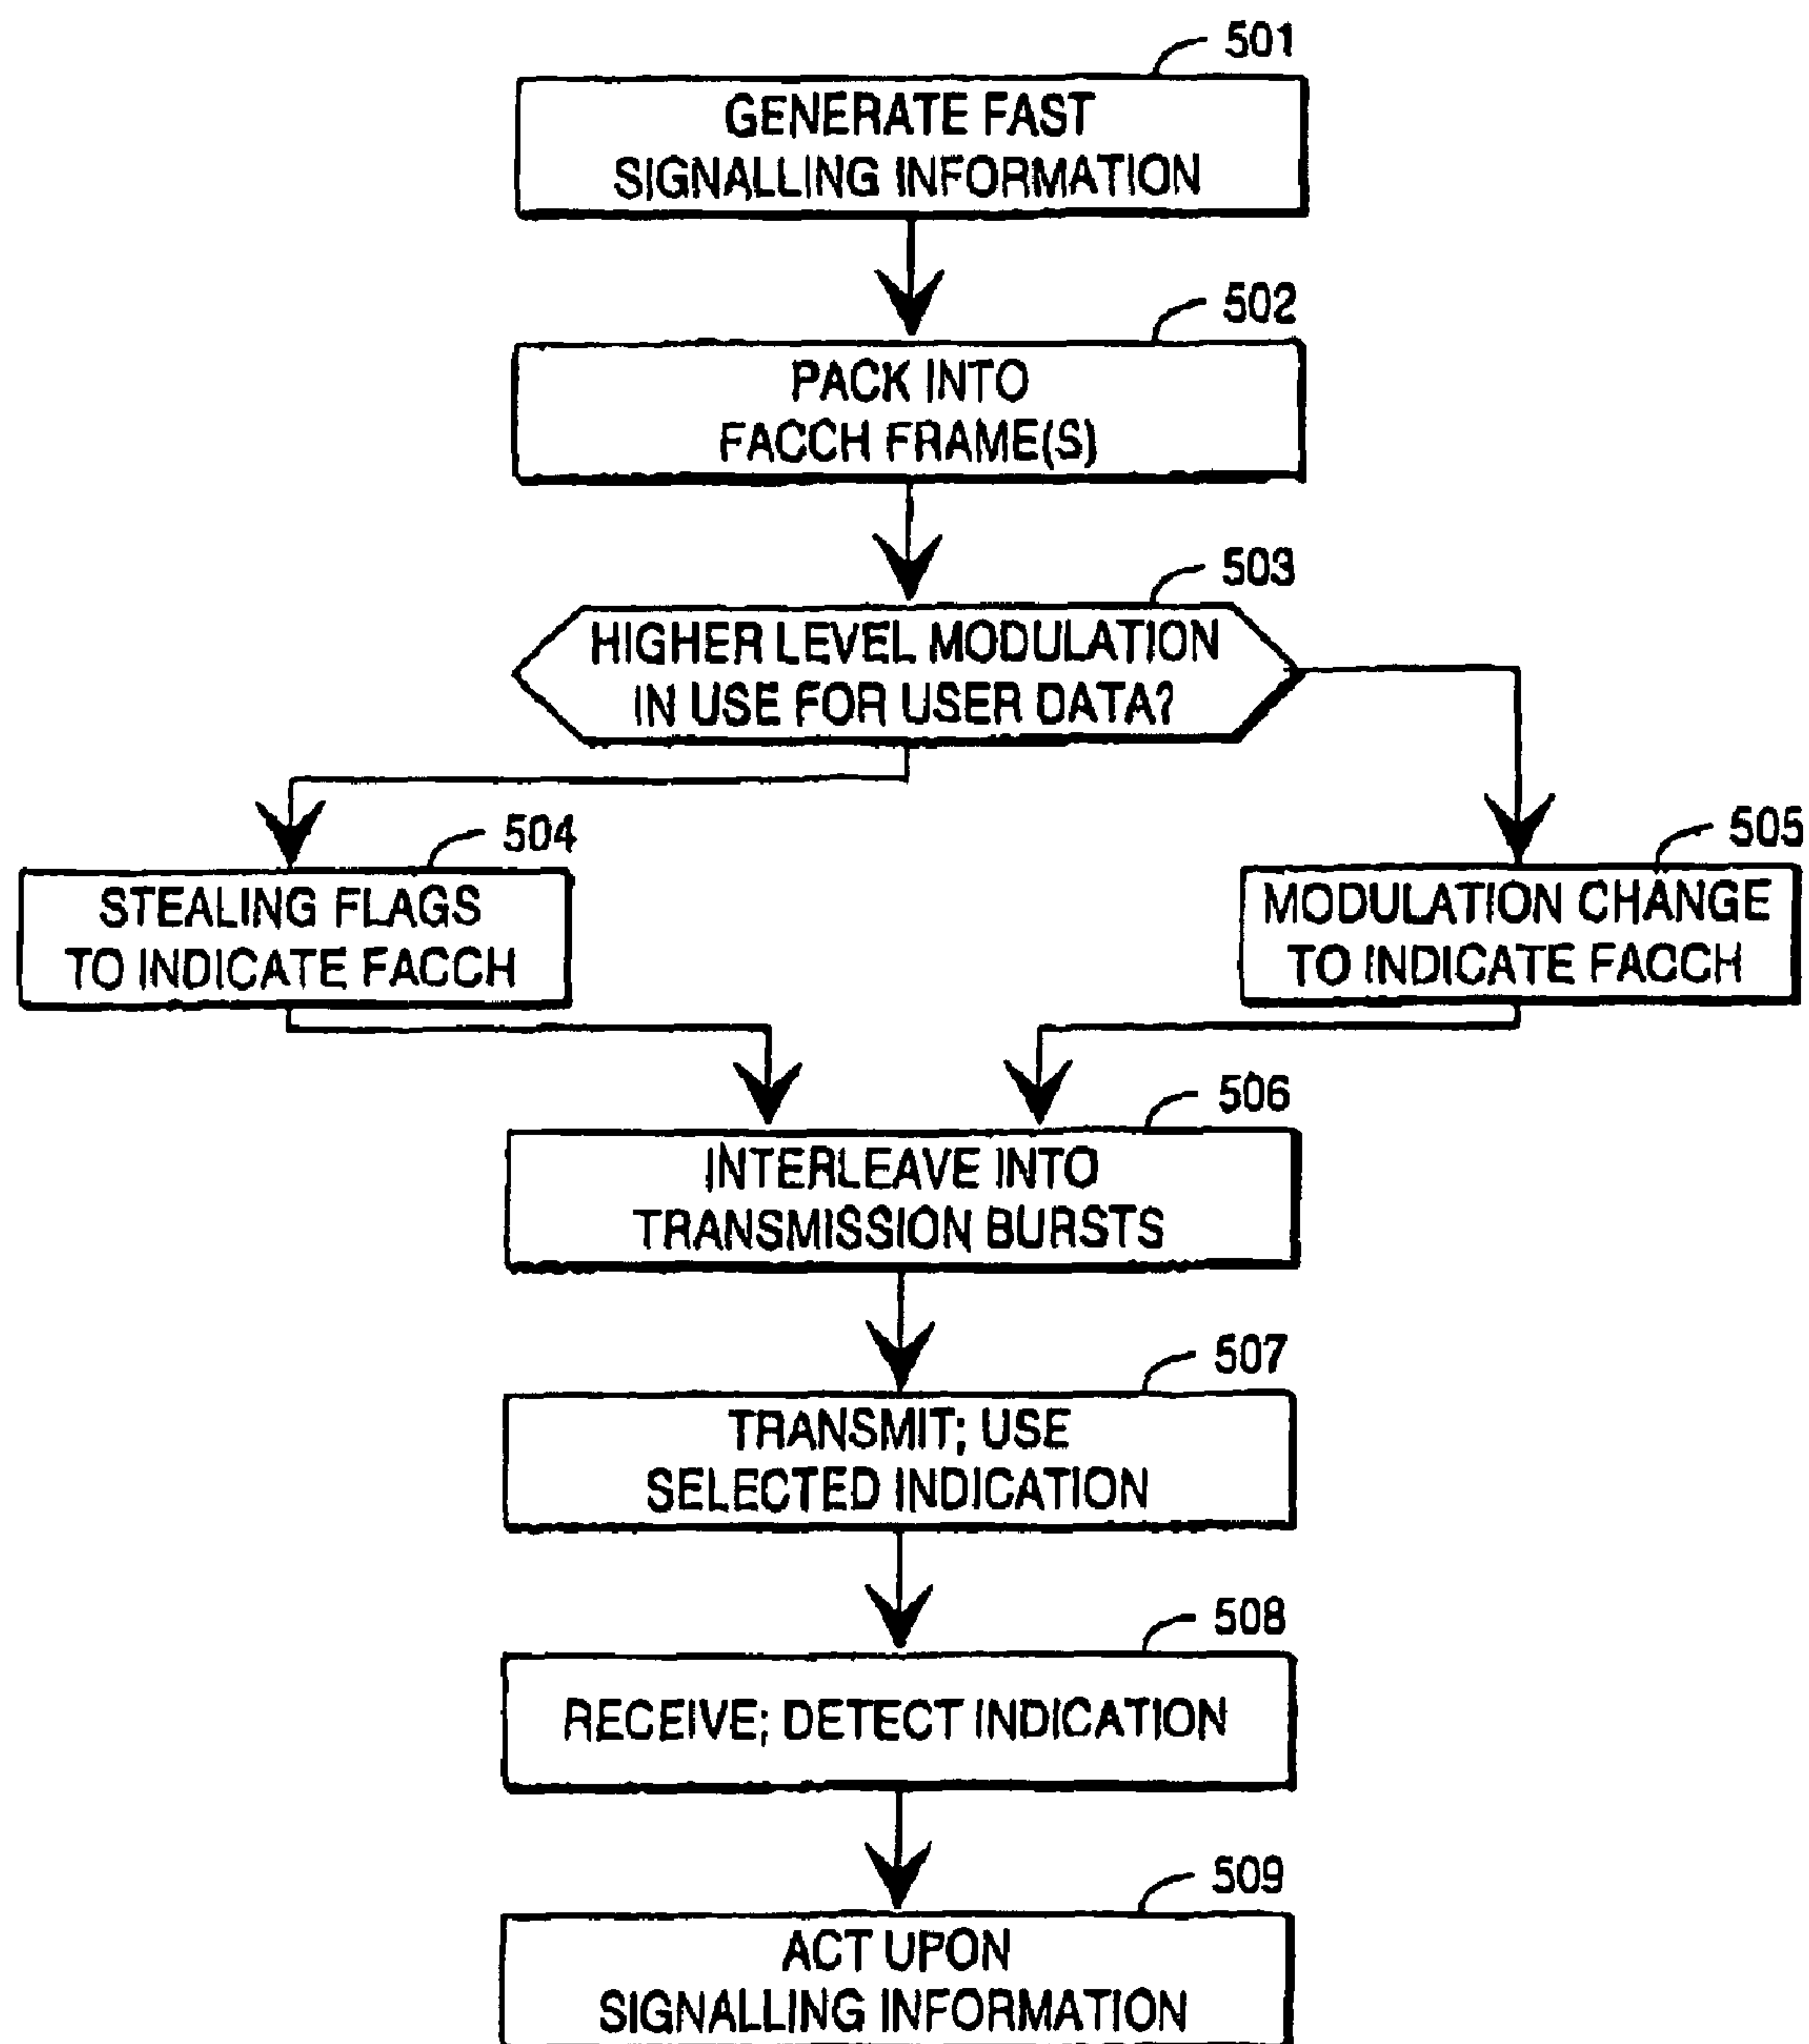 501
GENERATE FAST
SIGNALLING INFORMATION
502
PACK INTO
FACCH FRAME(S)
503
HIGHER LEVEL MODULATION
IN USE FOR USER DATA?
504
STEALING FLAGS
TO INDICATE FACCH
505
MODULATION CHANGE
TO INDICATE FACCH
506
INTERLEAVE INTO
TRANSMISSION BURSTS
507
TRANSMIT; USE
SELECTED INDICATION
508
RECEIVE; DETECT INDICATION
509
ACT UPON
SIGNALLING INFORMATION